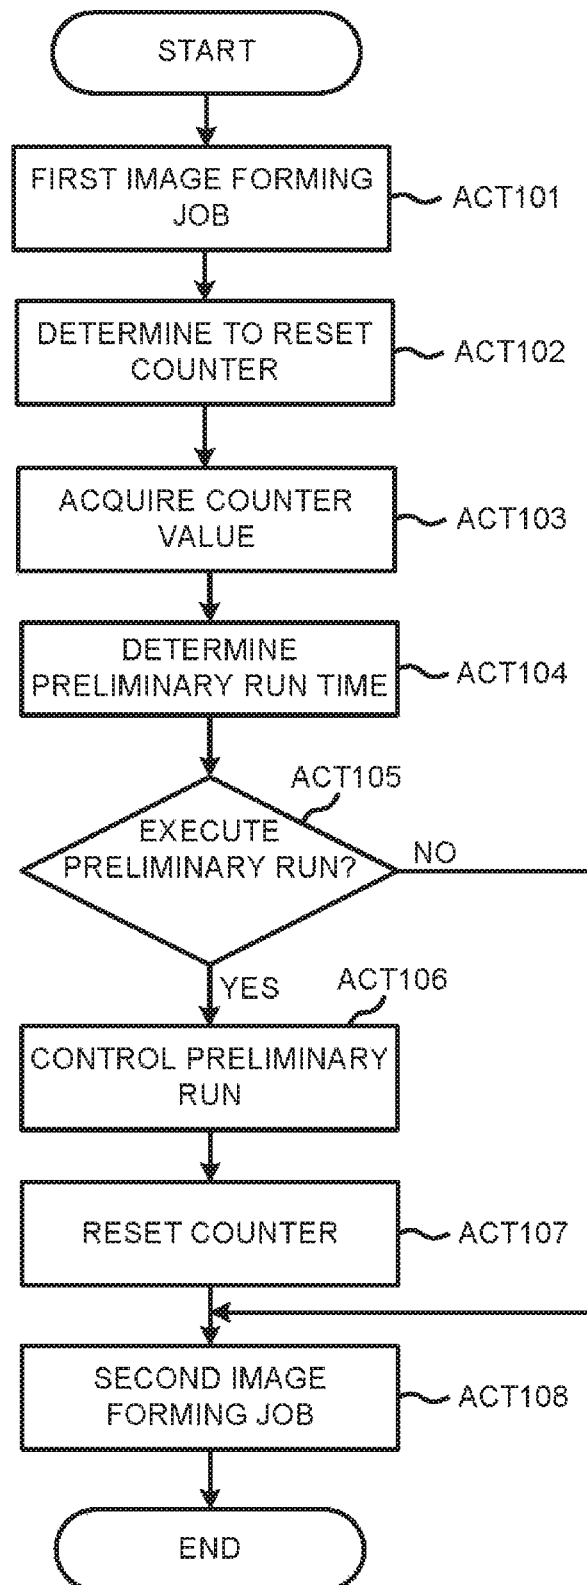 START
FIRST IMAGE FORMING
JOB
ACT101
DETERMINE TO RESET
COUNTER
ACT102
ACQUIRE COUNTER
VALUE
ACT103
DETERMINE
PRELIMINARY RUN TIME
ACT104
ACT105
EXECUTE
PRELIMINARY RUN?
NO
YES
ACT106
CONTROL PRELIMINARY
RUN
RESET COUNTER
ACT107
SECOND IMAGE
FORMING JOB
ACT108
END